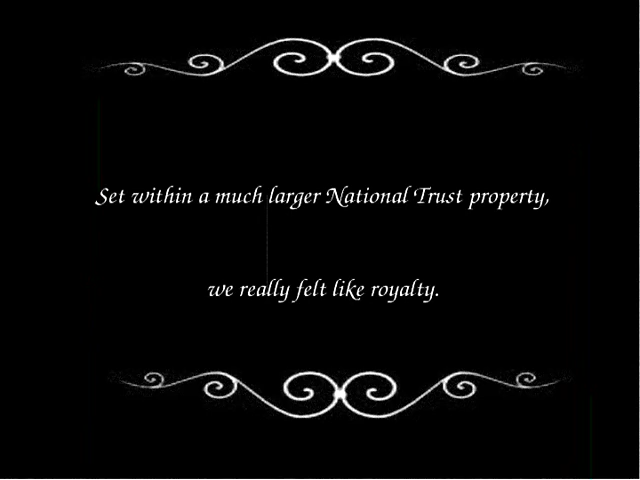 Set within a much larger National Trust property,
we really felt like royalty.